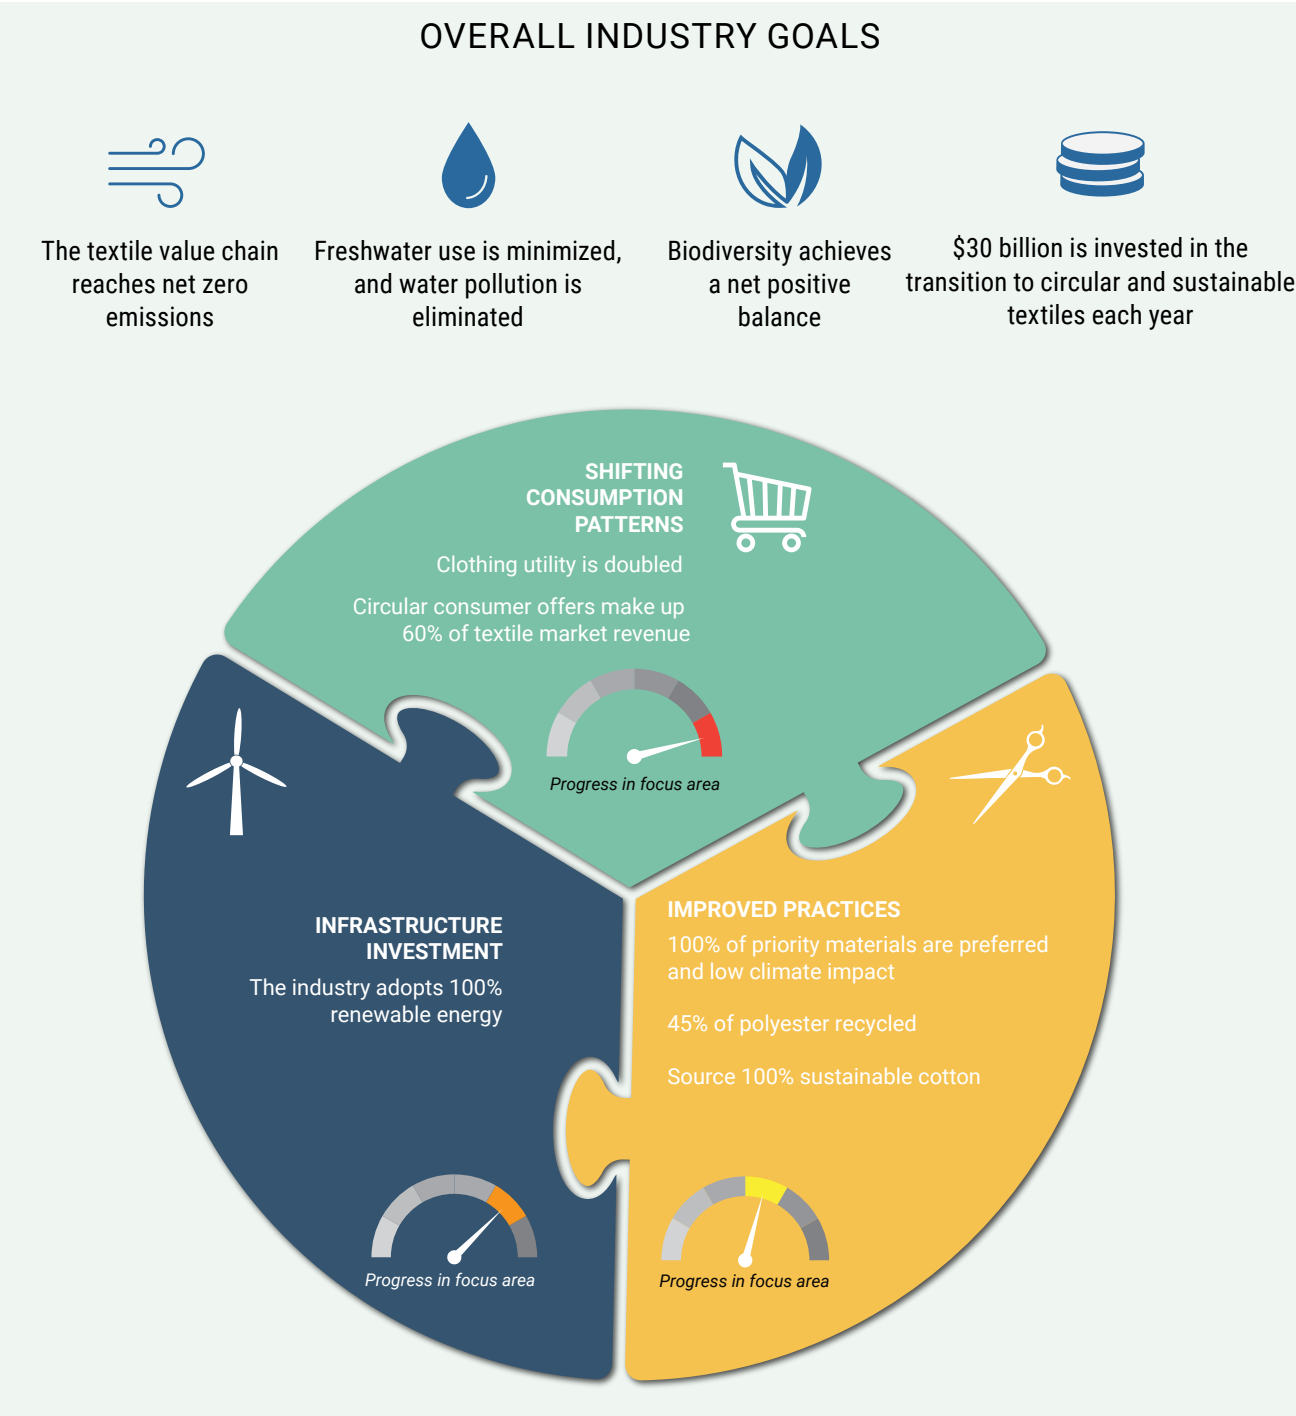 OVERALL INDUSTRY GOALS
The textile value chain
reaches net zero
emissions
Freshwater use is minimized,
and water pollution is
eliminated
Biodiversity achieves
a net positive
balance
$30 billion is invested in the
transition to circular and sustainable
textiles each year
SHIFTING
CONSUMPTION
PATTERNS
Clothing utility is doubled
Circular consumer offers make up
60% of textile market revenue
Progress in focus area
INFRASTRUCTURE
INVESTMENT
The industry adopts 100%
renewable energy
Progress in focus area
IMPROVED PRACTICES
100% of priority materials are preferred
and low climate impact
45% of polyester recycled
Source 100% sustainable cotton
Progress in focus area